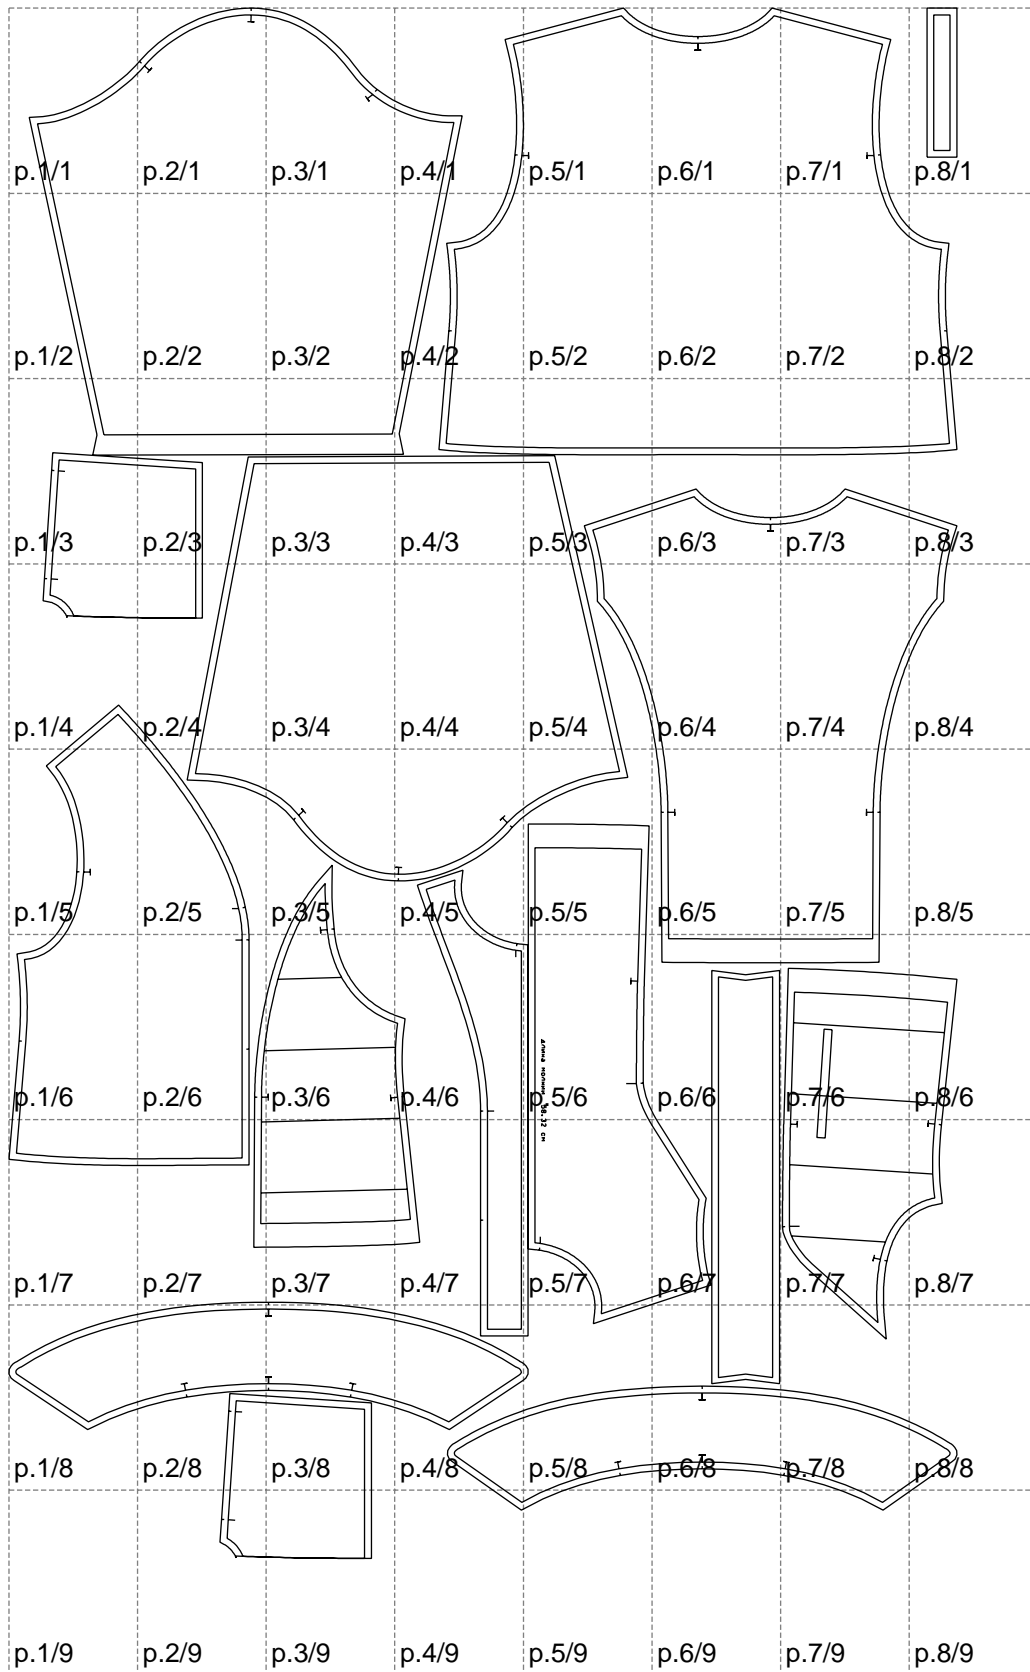 p.1/1 p.2/1 p.3/1 p.4/1 p.5/1 p.6/1 p.7/1 p.8/1
p.1/2 p.2/2 p.3/2 p.4/2 p.5/2 p.6/2 p.7/2 p.8/2
p.1/3 p.2/3 p.3/3 p.4/3 p.5/3 p.6/3 p.7/3 p.8/3
p.1/4 p.2/4 p.3/4 p.4/4 p.5/4 p.6/4 p.7/4 p.8/4
p.1/5 p.2/5 p.3/5 p.4/5 p.5/5 p.6/5 p.7/5 p.8/5
длина молнии
p.1/6 p.2/6 p.3/6 p.4/6 p.5/6 p.6/6 p.7/6 p.8/6
p.1/7 p.2/7 p.3/7 p.4/7 p.5/7 p.6/7 p.7/7 p.8/7
p.1/8 p.2/8 p.3/8 p.4/8 p.5/8 p.6/8 p.7/8 p.8/8
p.1/9 p.2/9 p.3/9 p.4/9 p.5/9 p.6/9 p.7/9 p.8/9